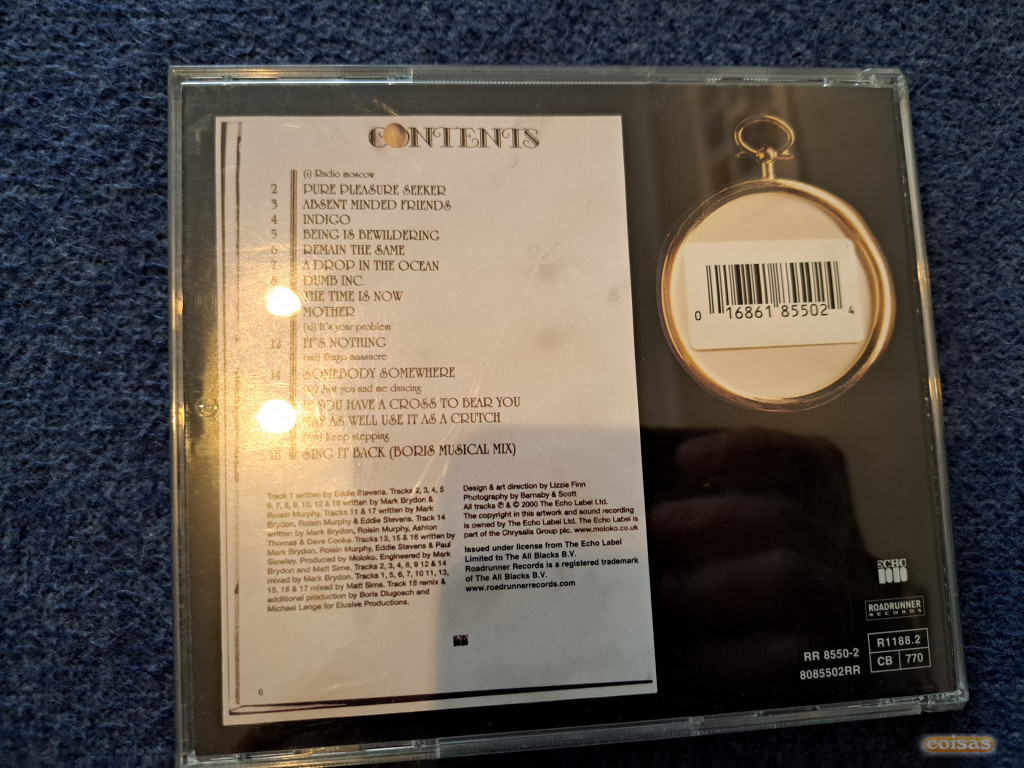 CONTENTS
(i) Radio moscow
2 PURE PLEASURE SEEKER
3 ABSENT MINDED FRIENDS
4 INDIGO
5 BEING IS BEWILDERING
6 REMAIN THE SAME
7 A DROP IN THE OCEAN
8 DUMB INC.
THE TIME IS NOW
MOTHER
(xi) It's your problem
12 IT'S NOTHING
(xiii) Bingo massacre
14 SOMEBODY SOMEWHERE
(xv) Just you and me dancing
IF YOU HAVE A CROSS TO BEAR YOU
MAY AS WELL USE IT AS A CRUTCH
(xvii) Keep stepping
18 SING IT BACK (BORIS MUSICAL MIX)
Track 1 written by Eddie Stevens. Tracks 2, 3, 4, 5
6, 7, 8, 9, 10, 12 & 18 written by Mark Brydon &
Roisin Murphy. Tracks 11 & 17 written by Mark
Brydon, Roisin Murphy & Eddie Stevens. Track 14
written by Mark Brydon, Roisin Murphy, Ashton
Thomas & Dave Cooke. Tracks 13, 15 & 16 written by
Mark Brydon, Roisin Murphy, Eddie Stevens & Paul
Slowley. Produced by Moloko. Engineered by Mark
Brydon and Matt Sime. Tracks 2, 3, 4, 8, 9 12 & 14
mixed by Mark Brydon. Tracks 1, 5, 6, 7, 10 11, 13,
15, 16 & 17 mixed by Matt Sime. Track 18 remix &
additional production by Boris Dlugosch and
Michael Lange for Elusive Productions.
Design & art direction by Lizzie Finn
Photography by Barnaby & Scott
All tracks ℗ & © 2000 The Echo Label Ltd.
The copyright in this artwork and sound recording
is owned by The Echo Label Ltd. The Echo Label is
part of the Chrysalis Group plc. www.moloko.co.uk
Issued under license from The Echo Label
Limited to The All Blacks B.V.
Roadrunner Records is a registered trademark
of The All Blacks B.V.
www.roadrunnerrecords.com
6
0 16861 85502 4
ECHO
ROADRUNNER
RECORDS
RR 8550-2
8085502RR
R1188.2
CB 770
coisas